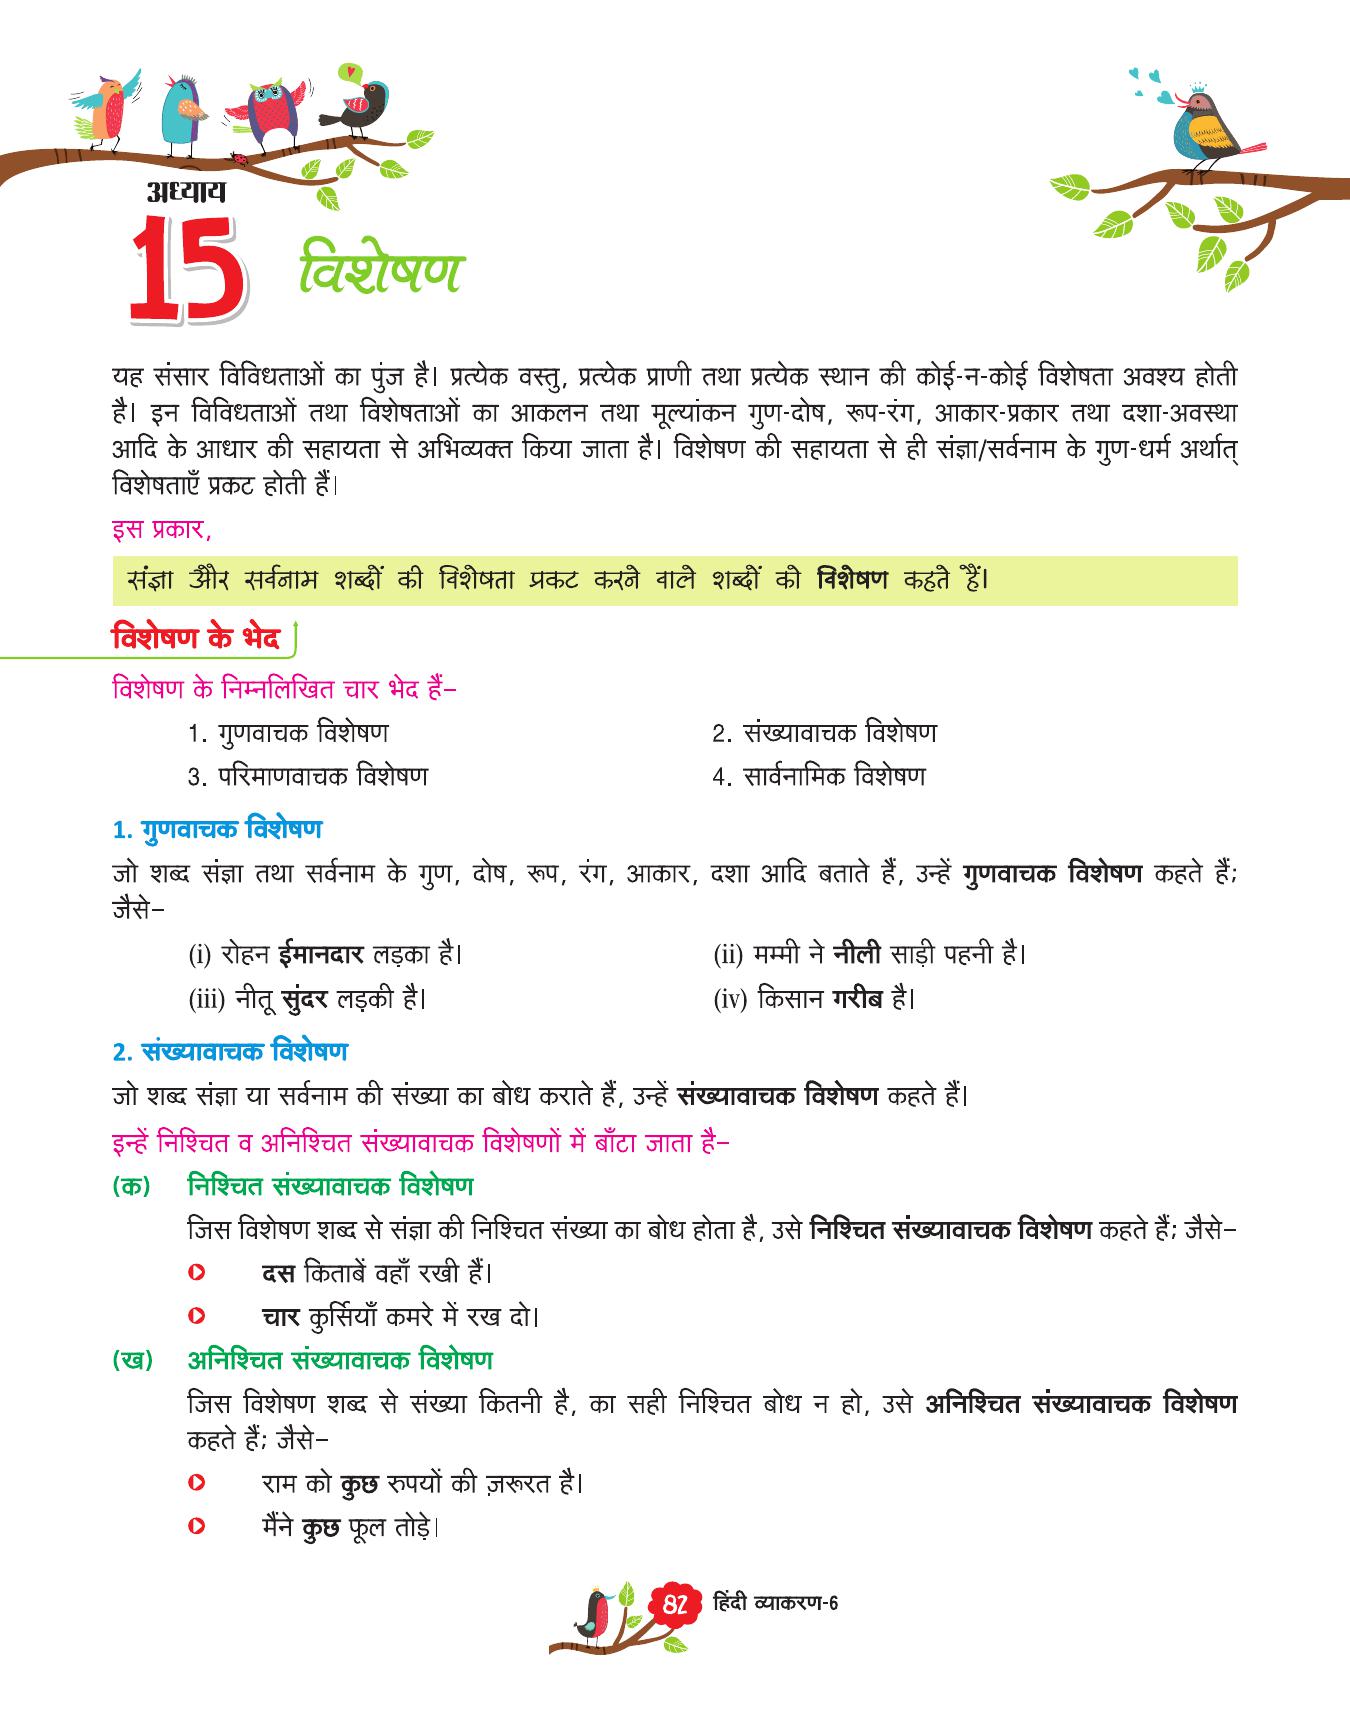 अध्याय
15
विशेषण
यह संसार विविधताओं का पुंज है। प्रत्येक वस्तु, प्रत्येक प्राणी तथा प्रत्येक स्थान की कोई-न-कोई विशेषता अवश्य होती
है। इन विविधताओं तथा विशेषताओं का आकलन तथा मूल्यांकन गुण-दोष, रूप-रंग, आकार-प्रकार तथा दशा-अवस्था
आदि के आधार की सहायता से अभिव्यक्त किया जाता है। विशेषण की सहायता से ही संज्ञा/सर्वनाम के गुण-धर्म अर्थात्
विशेषताएँ प्रकट होती हैं।
इस प्रकार,
संज्ञा और सर्वनाम शब्दों की विशेषता प्रकट करने वाले शब्दों को विशेषण कहते हैं।
विशेषण के भेद
विशेषण के निम्नलिखित चार भेद हैं–
1. गुणवाचक विशेषण 2. संख्यावाचक विशेषण
3. परिमाणवाचक विशेषण 4. सार्वनामिक विशेषण
1. गुणवाचक विशेषण
जो शब्द संज्ञा तथा सर्वनाम के गुण, दोष, रूप, रंग, आकार, दशा आदि बताते हैं, उन्हें गुणवाचक विशेषण कहते हैं;
जैसे–
(i) रोहन ईमानदार लड़का है। (ii) मम्मी ने नीली साड़ी पहनी है।
(iii) नीतू सुंदर लड़की है। (iv) किसान गरीब है।
2. संख्यावाचक विशेषण
जो शब्द संज्ञा या सर्वनाम की संख्या का बोध कराते हैं, उन्हें संख्यावाचक विशेषण कहते हैं।
इन्हें निश्चित व अनिश्चित संख्यावाचक विशेषणों में बाँटा जाता है–
(क) निश्चित संख्यावाचक विशेषण
जिस विशेषण शब्द से संज्ञा की निश्चित संख्या का बोध होता है, उसे निश्चित संख्यावाचक विशेषण कहते हैं; जैसे–
दस किताबें वहाँ रखी हैं।
चार कुर्सियाँ कमरे में रख दो।
(ख) अनिश्चित संख्यावाचक विशेषण
जिस विशेषण शब्द से संख्या कितनी है, का सही निश्चित बोध न हो, उसे अनिश्चित संख्यावाचक विशेषण
कहते हैं; जैसे–
राम को कुछ रुपयों की ज़रूरत है।
मैंने कुछ फूल तोड़े।
82 हिंदी व्याकरण-6